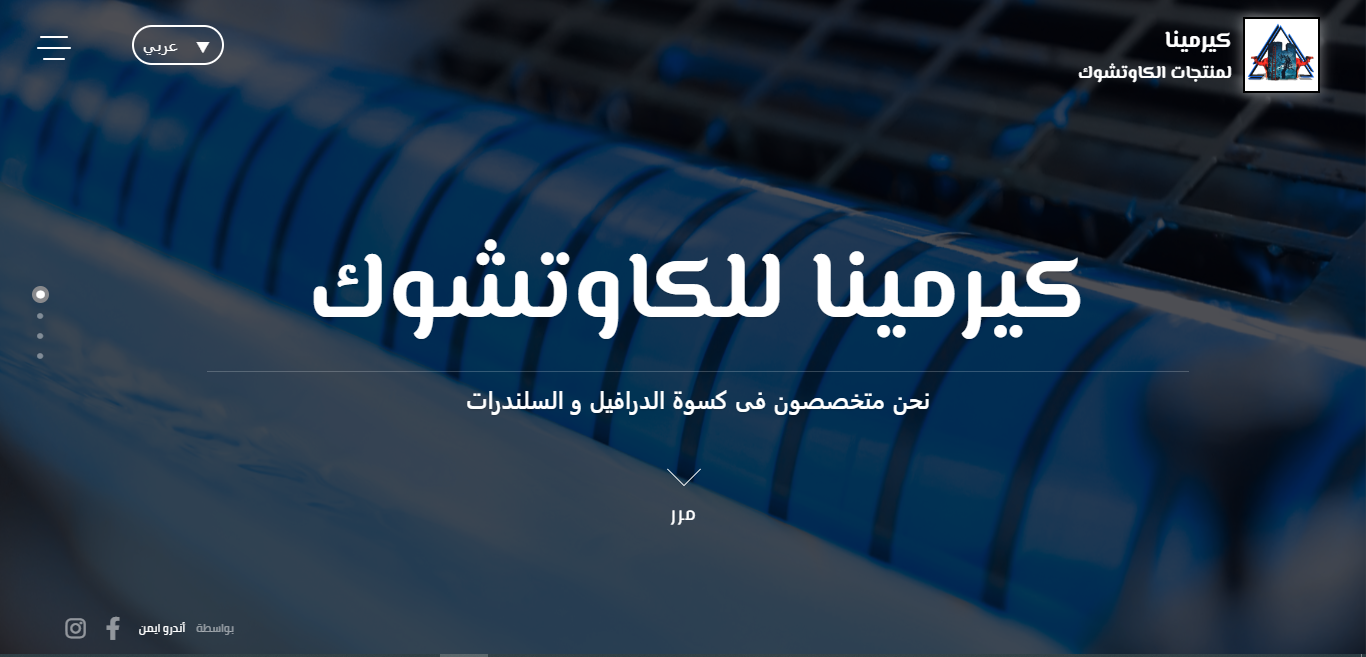 كيرمينا
لمنتجات الكاوتشوك
عربي
كيرمينا للكاوتشوك
نحن متخصصون فى كسوة الدرافيل و السلندرات
مرر
بواسطة أندرو ايمن